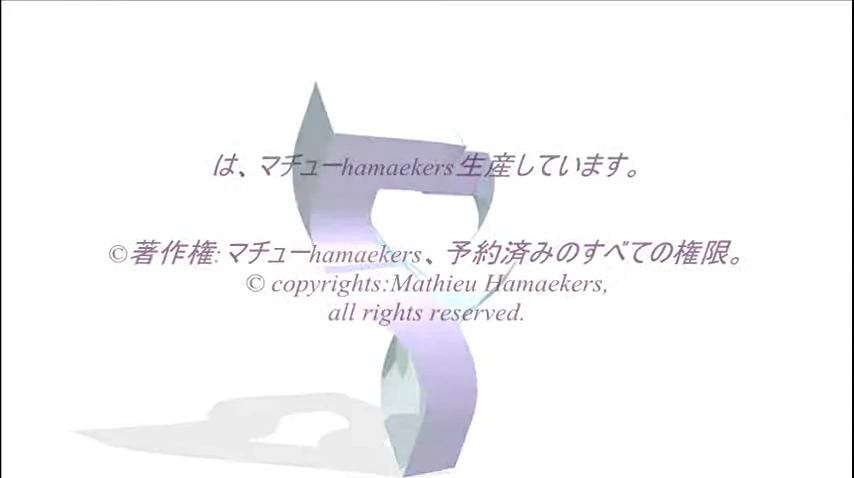 は、マチューhamaekers生産しています。
©著作権:マチューhamaekers、予約済みのすべての権限。
© copyrights:Mathieu Hamaekers,
all rights reserved.